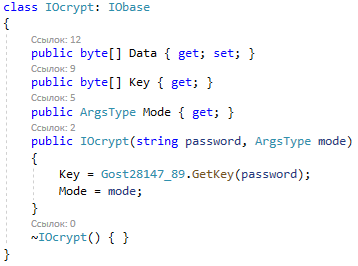 class IOcrypt: IObase
{
Ссылок: 12
public byte[] Data { get; set; }
Ссылок: 9
public byte[] Key { get; }
Ссылок: 5
public ArgsType Mode { get; }
Ссылок: 2
public IOcrypt(string password, ArgsType mode)
{
Key = Gost28147_89.GetKey(password);
Mode = mode;
}
Ссылок: 0
~IOcrypt() { }
}